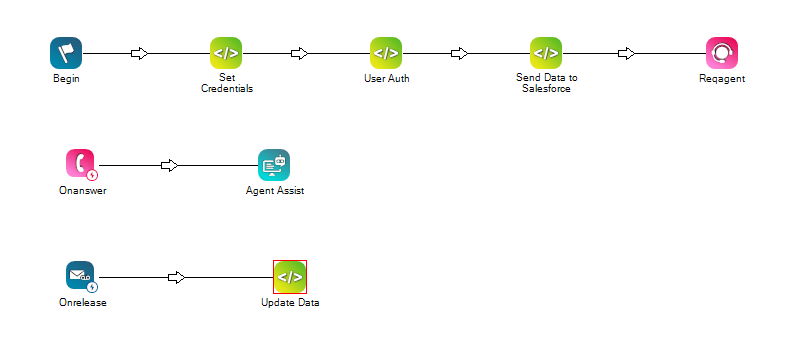 Begin
Set
Credentials
User Auth
Send Data to
Salesforce
Reqagent
Onanswer
Agent Assist
Onrelease
Update Data